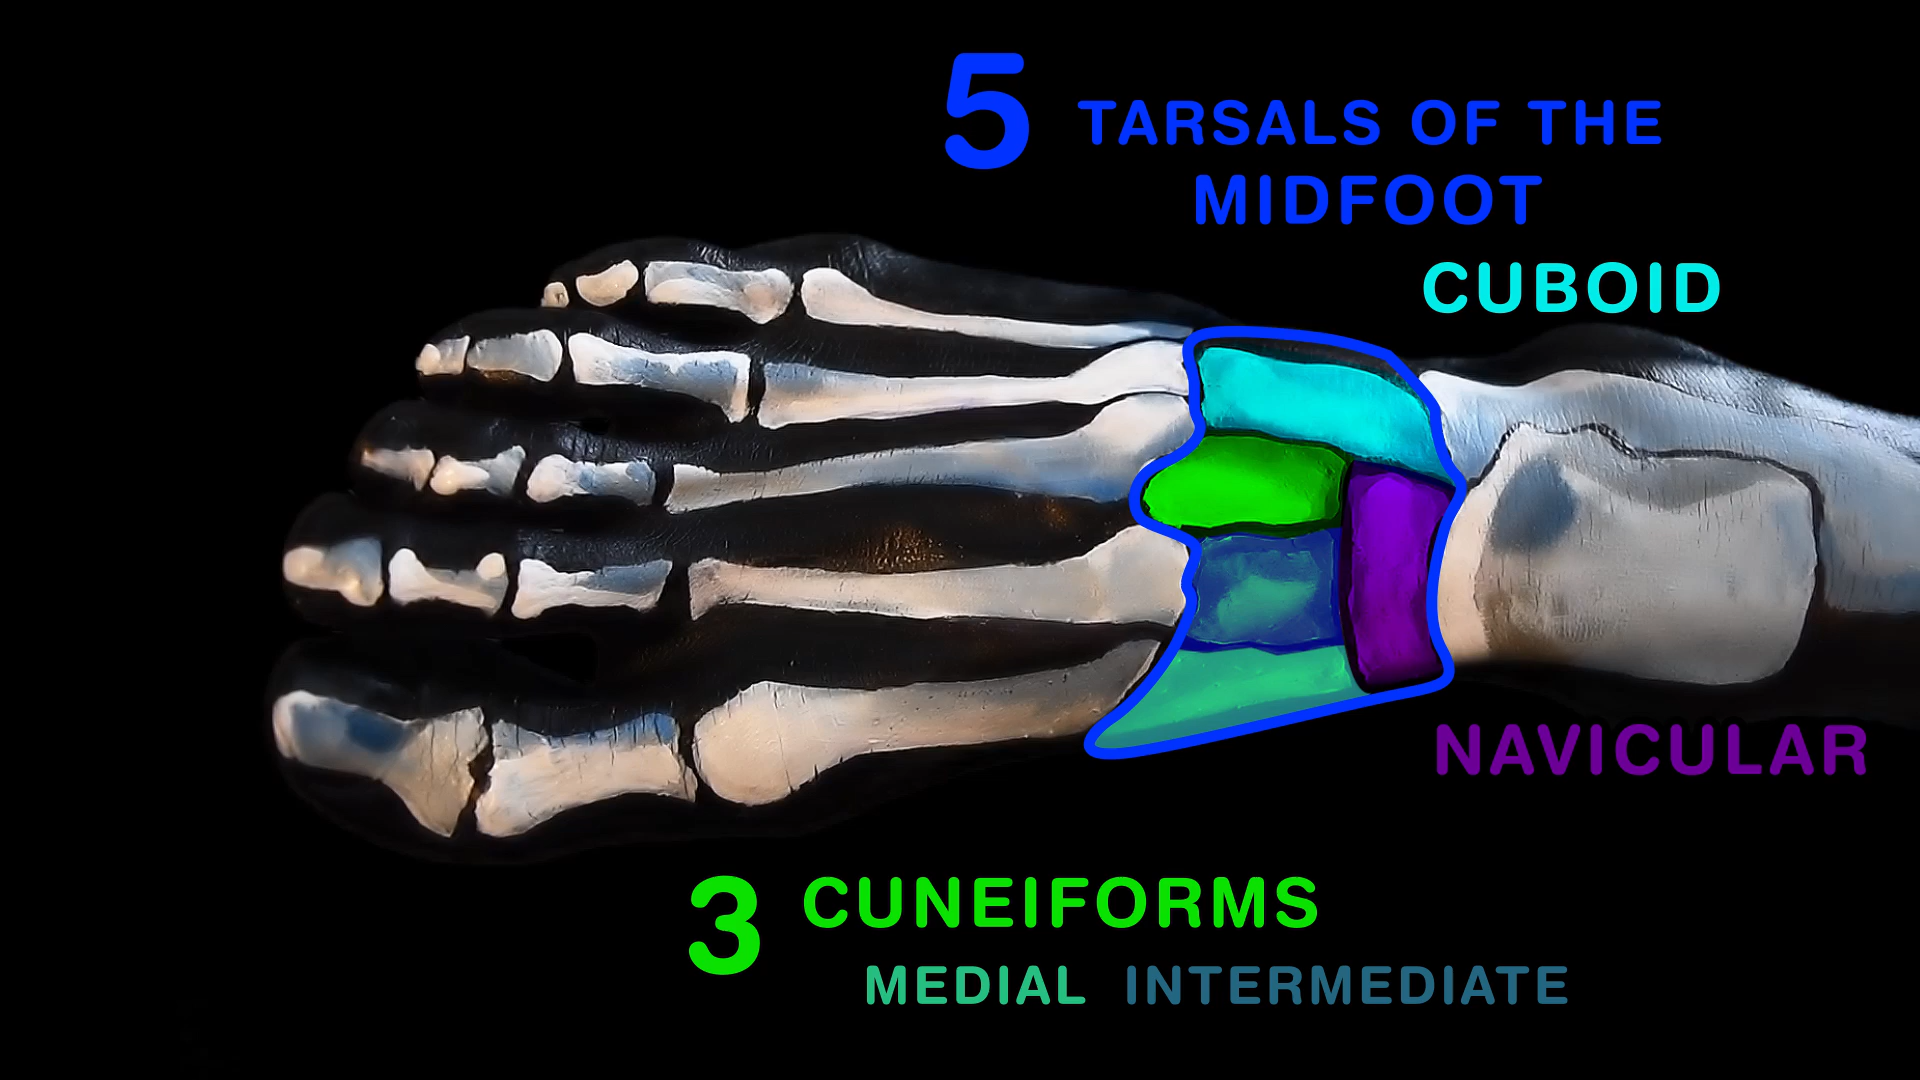 5 TARSALS OF THE
MIDFOOT
CUBOID
NAVICULAR
3 CUNEIFORMS
MEDIAL INTERMEDIATE